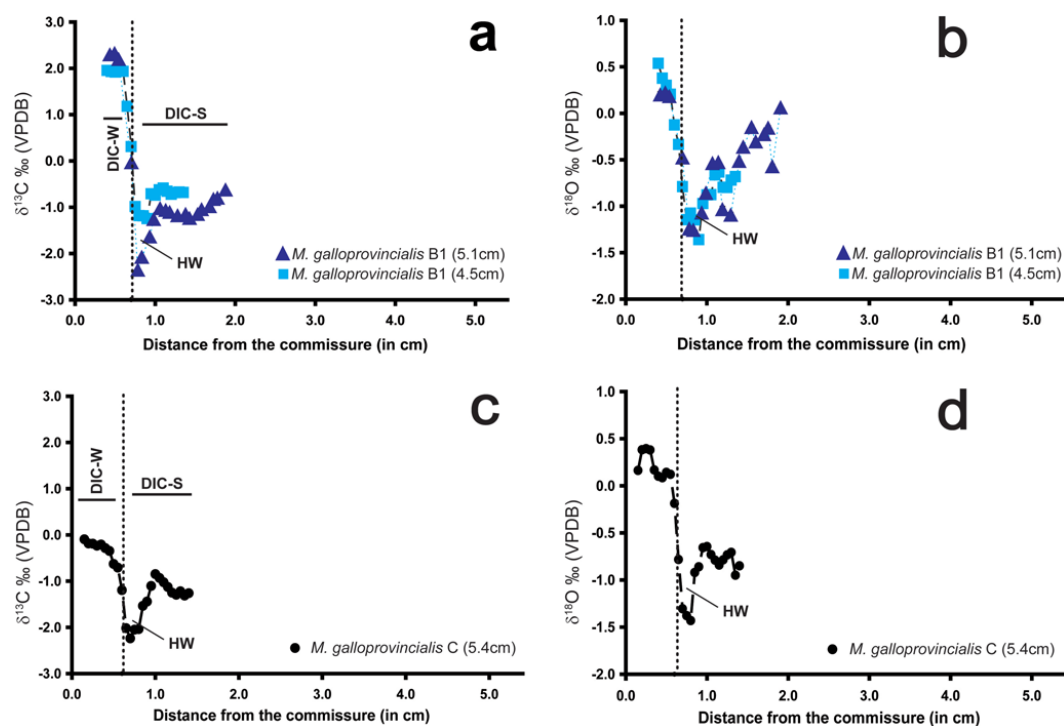 a
3.0
2.0
1.0
0.0
-1.0
-2.0
-3.0
δ13C ‰ (VPDB)
DIC-W
DIC-S
HW
M. galloprovincialis B1 (5.1cm)
M. galloprovincialis B1 (4.5cm)
0.0 1.0 2.0 3.0 4.0 5.0
Distance from the commissure (in cm)
b
1.0
0.5
0.0
-0.5
-1.0
-1.5
-2.0
δ18O ‰ (VPDB)
HW
M. galloprovincialis B1 (5.1cm)
M. galloprovincialis B1 (4.5cm)
0.0 1.0 2.0 3.0 4.0 5.0
Distance from the commissure (in cm)
c
3.0
2.0
1.0
0.0
-1.0
-2.0
-3.0
δ13C ‰ (VPDB)
DIC-W
DIC-S
HW
M. galloprovincialis C (5.4cm)
0.0 1.0 2.0 3.0 4.0 5.0
Distance from the commissure (in cm)
d
1.0
0.5
0.0
-0.5
-1.0
-1.5
-2.0
δ18O ‰ (VPDB)
HW
M. galloprovincialis C (5.4cm)
0.0 1.0 2.0 3.0 4.0 5.0
Distance from the commissure (in cm)